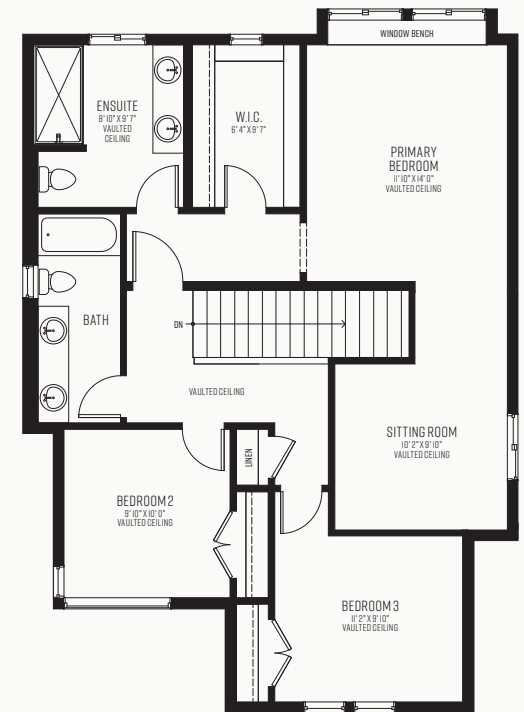 WINDOW BENCH
ENSUITE
8' 10" X 9' 7"
VAULTED
CEILING
W.I.C.
6' 4" X 9' 7"
PRIMARY
BEDROOM
11' 10" X 14' 0"
VAULTED CEILING
BATH
DN
VAULTED CEILING
SITTING ROOM
10' 2" X 9' 10"
VAULTED CEILING
LINEN
BEDROOM 2
9' 10" X 10' 0"
VAULTED CEILING
BEDROOM 3
11' 2" X 9' 10"
VAULTED CEILING